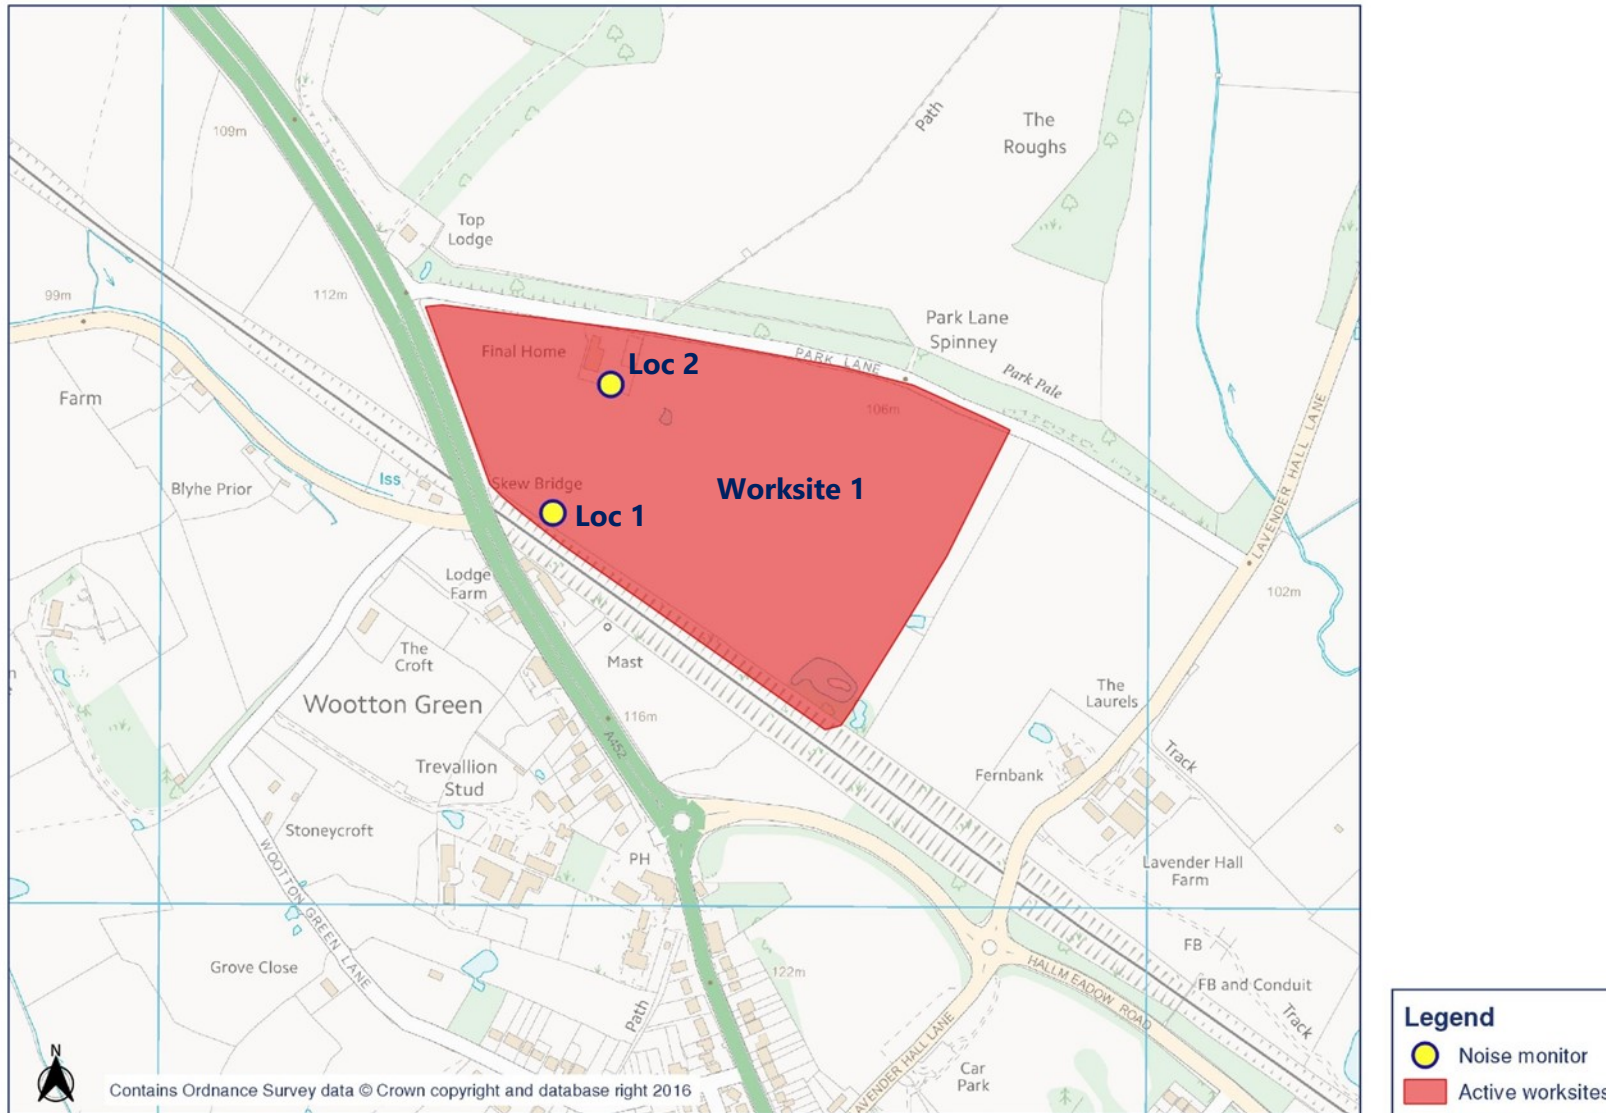 109m
Path
The
Roughs
Top
Lodge
99m
112m
Final Home
Loc 2
PARK LANE
Park Lane
Spinney
Park Pale
106m
Farm
Skew Bridge
Loc 1
Worksite 1
Iss
Blyhe Prior
LAVENDER HALL LANE
102m
Lodge
Farm
The
Croft
Mast
Wootton Green
116m
A452
The
Laurels
Track
Trevallion
Stud
Fernbank
Stoneycroft
PH
WOOTTON GREEN LANE
Lavender Hall
Farm
FB
FB and Conduit
Grove Close
122m
Path
HALLM EADOW ROAD
Track
AVENDER HALL LANE
Car
Park
N
Contains Ordnance Survey data © Crown copyright and database right 2016
Legend
Noise monitor
Active worksites